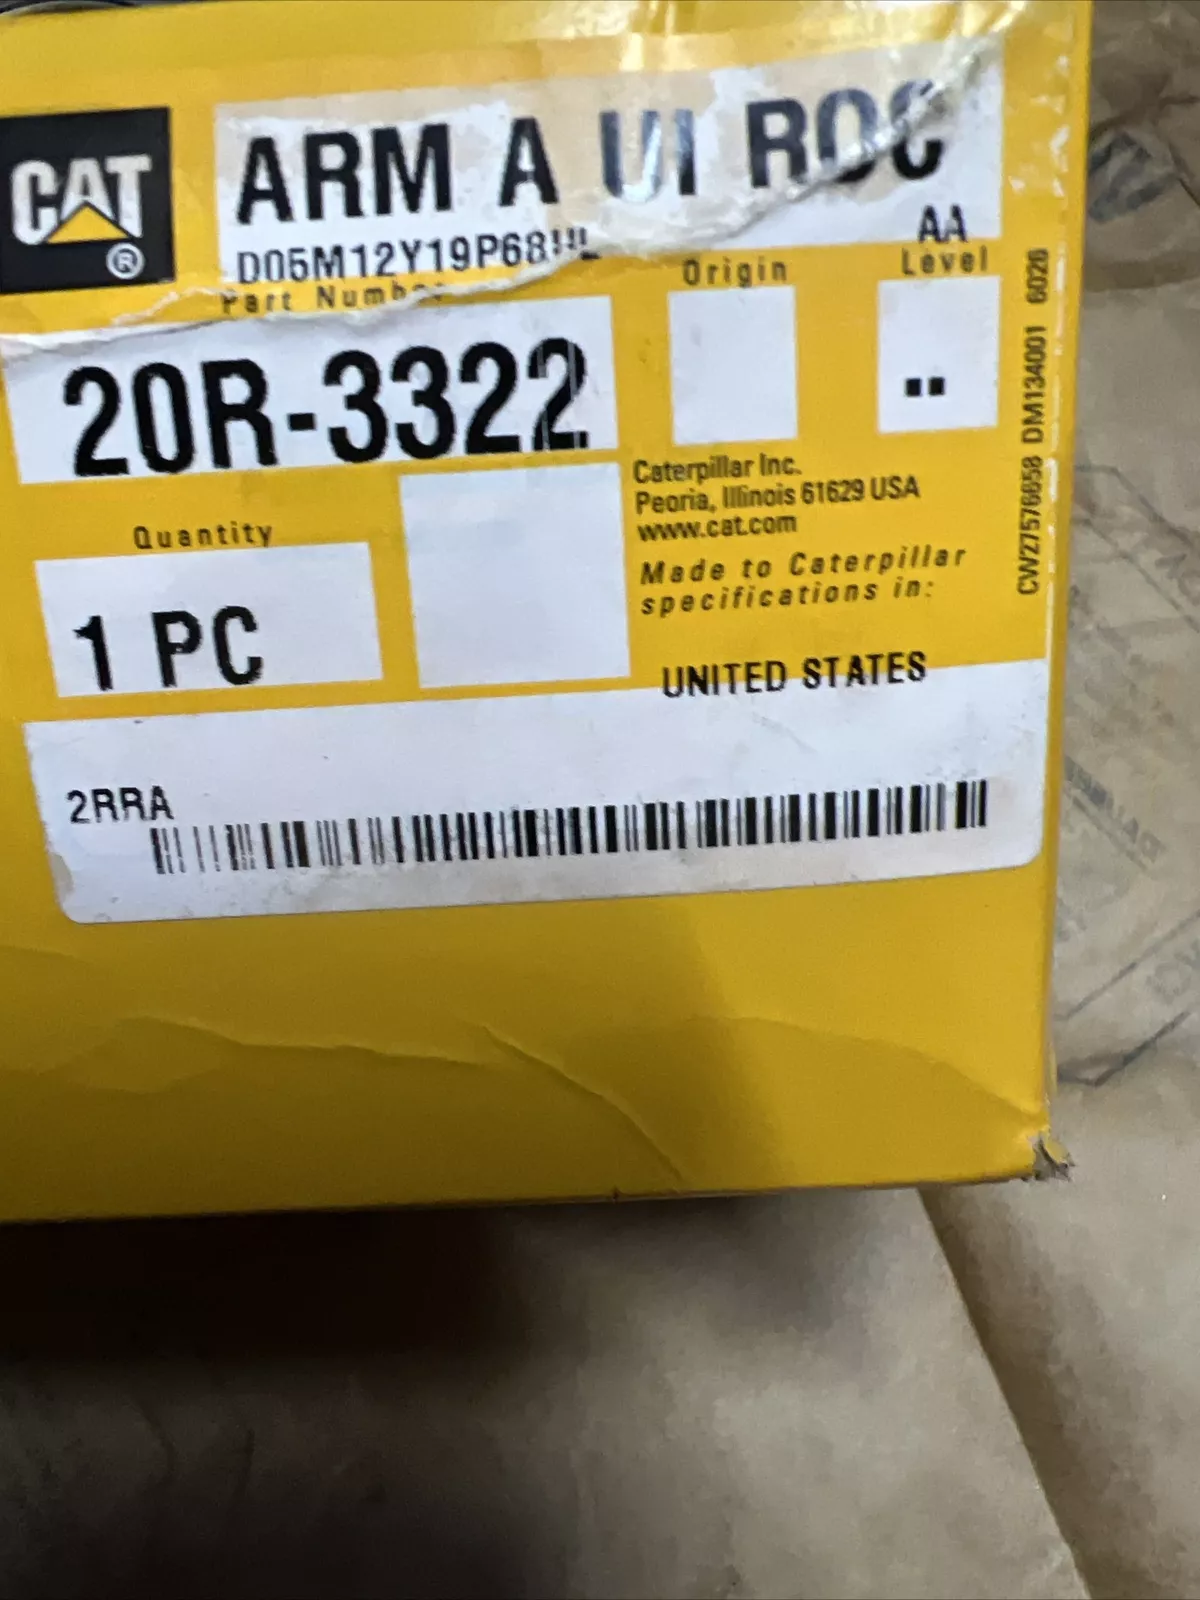 CAT
®
ARM A UI ROC
AA
Part Number
Origin
Level
20R-3322
..
Quantity
1 PC
Caterpillar Inc.
Peoria, Illinois 61629 USA
www.cat.com
Made to Caterpillar
specifications in:
UNITED STATES
2RRA
CW27576658 DM134001 6026